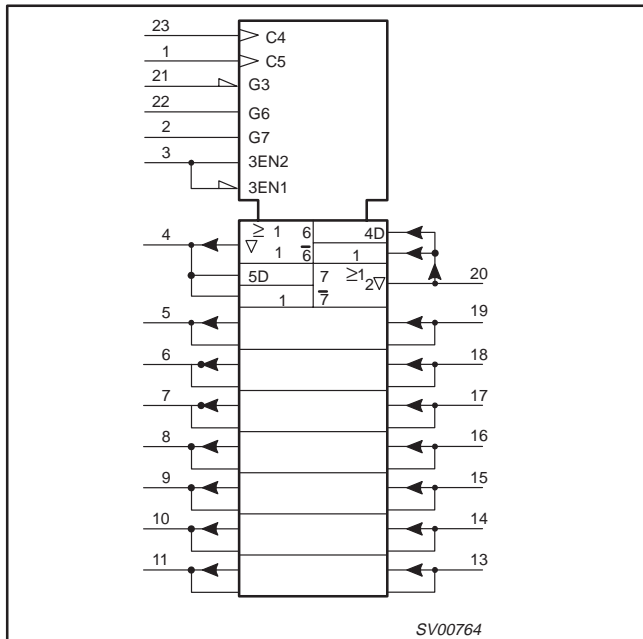 23 C4
1 C5
21 G3
22 G6
2 G7
3 3EN2
3EN1
4 ≥ 1 6 4D
▽ 1 6̅ 1
5D 7 ≥1 2▽ 20
1 7̅
5 19
6 18
7 17
8 16
9 15
10 14
11 13
SV00764